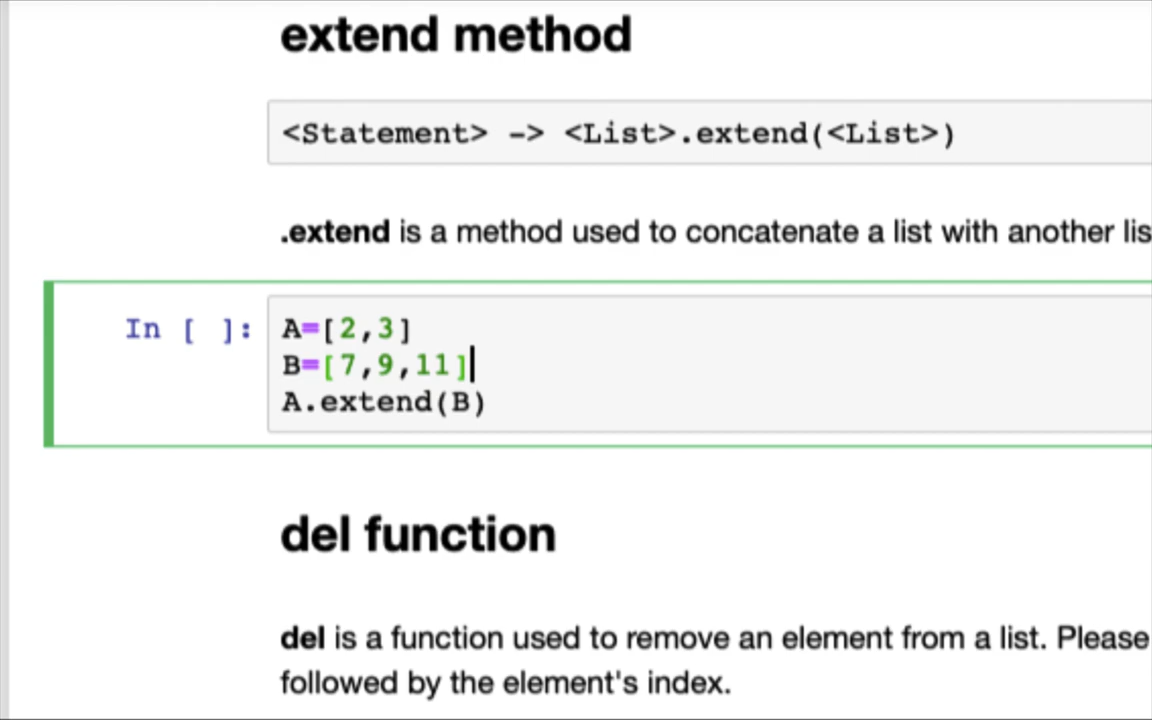 extend method
<Statement> -> <List>.extend(<List>)
.extend is a method used to concatenate a list with another lis
In [ ]:
A=[2,3]
B=[7,9,11]
A.extend(B)
del function
del is a function used to remove an element from a list. Please
followed by the element's index.